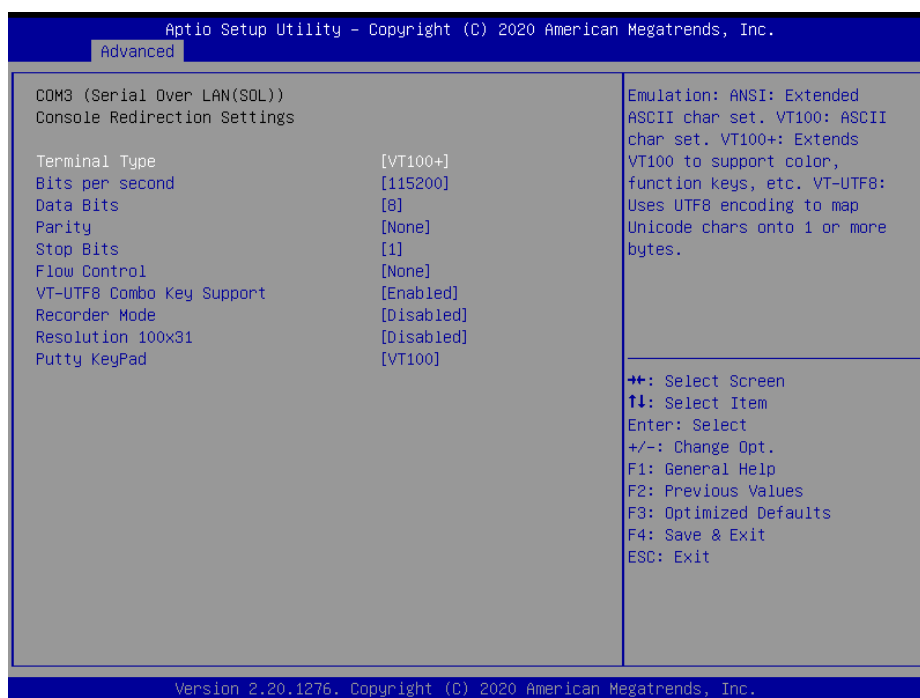 Aptio Setup Utility – Copyright (C) 2020 American Megatrends, Inc.
Advanced
COM3 (Serial Over LAN(SOL))
Console Redirection Settings
Terminal Type [VT100+]
Bits per second [115200]
Data Bits [8]
Parity [None]
Stop Bits [1]
Flow Control [None]
VT-UTF8 Combo Key Support [Enabled]
Recorder Mode [Disabled]
Resolution 100x31 [Disabled]
Putty KeyPad [VT100]
Emulation: ANSI: Extended
ASCII char set. VT100: ASCII
char set. VT100+: Extends
VT100 to support color,
function keys, etc. VT-UTF8:
Uses UTF8 encoding to map
Unicode chars onto 1 or more
bytes.
→←: Select Screen
↑↓: Select Item
Enter: Select
+/-: Change Opt.
F1: General Help
F2: Previous Values
F3: Optimized Defaults
F4: Save & Exit
ESC: Exit
Version 2.20.1276. Copyright (C) 2020 American Megatrends, Inc.